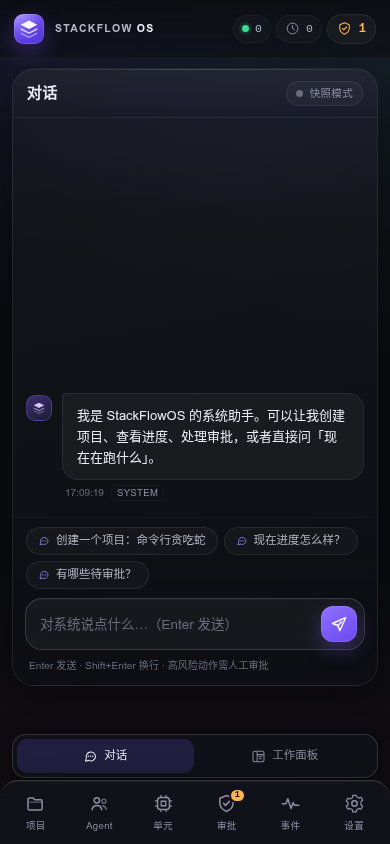 STACKFLOW OS
0
0
1
对话
快照模式
我是 StackFlowOS 的系统助手。可以让我创建
项目、查看进度、处理审批，或者直接问「现
在在跑什么」。
17:09:19 SYSTEM
创建一个项目：命令行贪吃蛇
现在进度怎么样？
有哪些待审批？
对系统说点什么…（Enter 发送）
Enter 发送 · Shift+Enter 换行 · 高风险动作需人工审批
对话
工作面板
1
项目
Agent
单元
审批
事件
设置